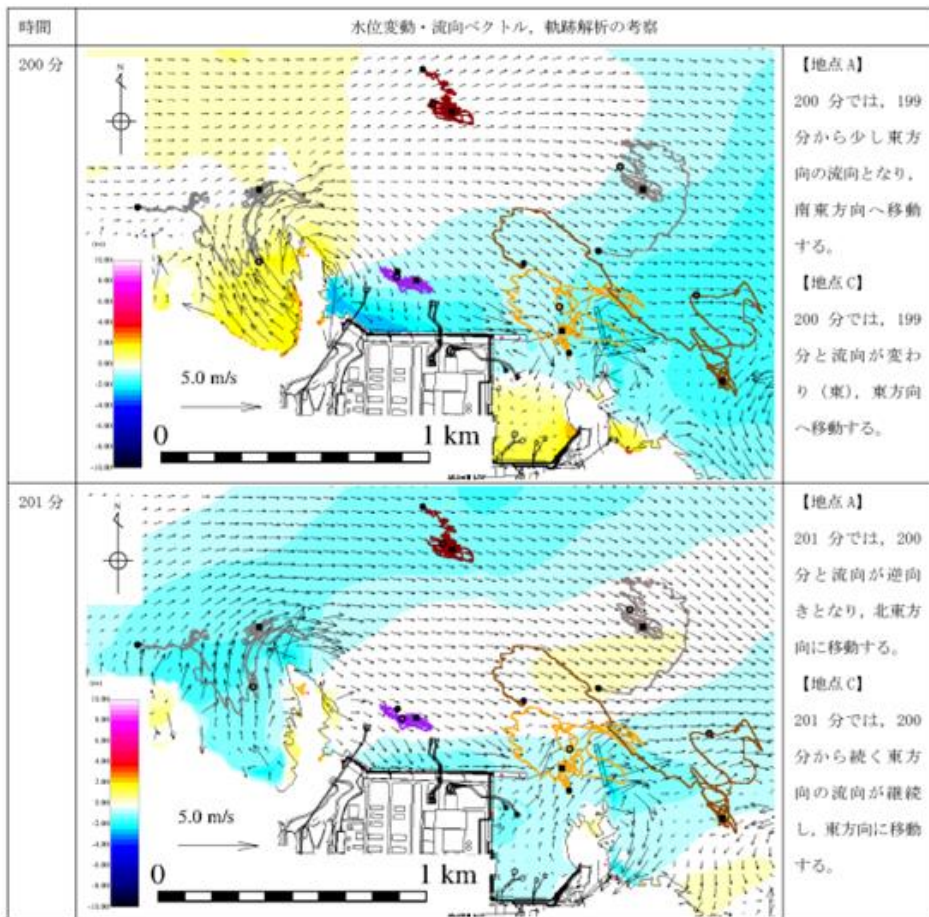 時間
水位変動・流向ベクトル，軌跡解析の考察
200 分
N
5.0 m/s
0
1 km
【地点A】
200 分では，199
分から少し東方
向の流向となり，
南東方向へ移動
する。
【地点C】
200 分では，199
分と流向が変わ
り（東），東方向
へ移動する。
201 分
N
5.0 m/s
0
1 km
【地点A】
201 分では，200
分と流向が逆向
きとなり，北東方
向に移動する。
【地点C】
201 分では，200
分から続く東方
向の流向が継続
し，東方向に移動
する。